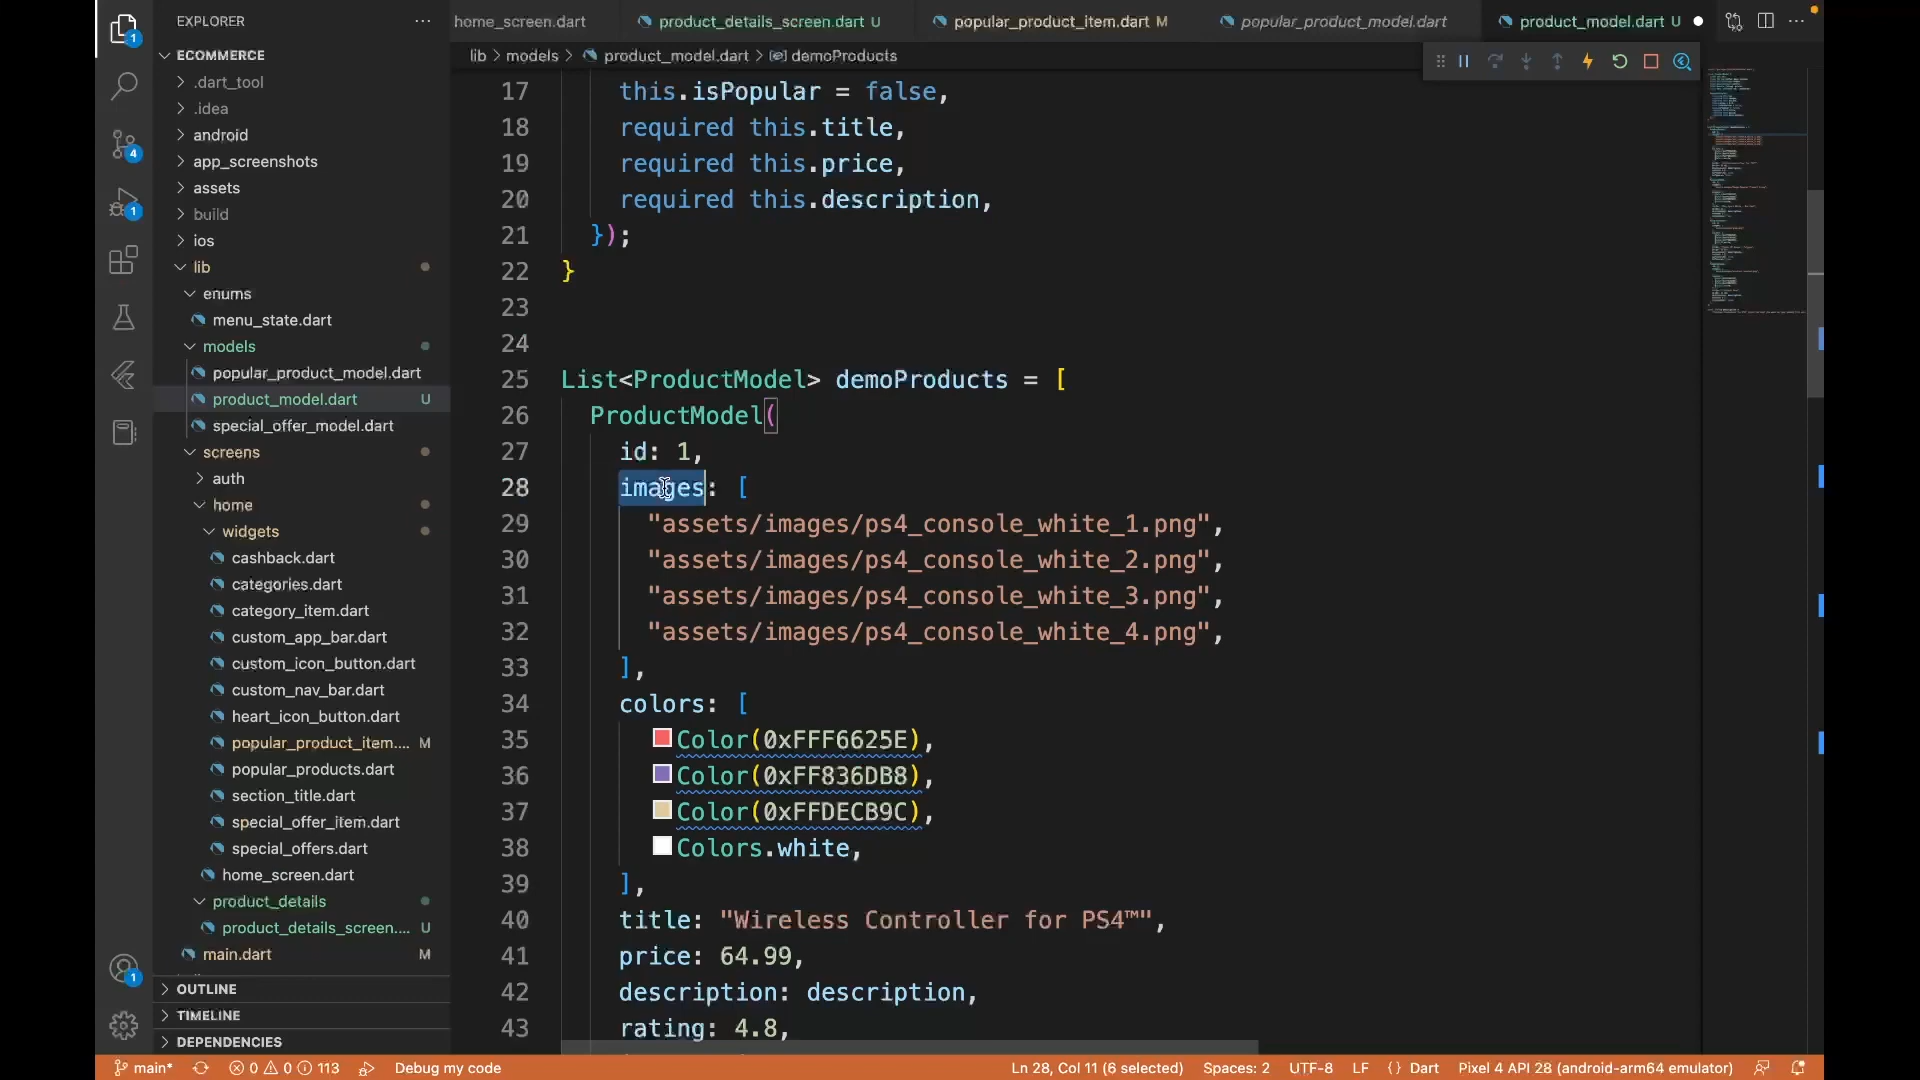 EXPLORER
home_screen.dart
product_details_screen.dart U
popular_product_item.dart M
popular_product_model.dart
product_model.dart U
lib > models > product_model.dart > demoProducts
ECOMMERCE
.dart_tool
.idea
android
app_screenshots
assets
build
ios
lib
enums
menu_state.dart
models
popular_product_model.dart
product_model.dart U
special_offer_model.dart
screens
auth
home
widgets
cashback.dart
categories.dart
category_item.dart
custom_app_bar.dart
custom_icon_button.dart
custom_nav_bar.dart
heart_icon_button.dart
popular_product_item.... M
popular_products.dart
section_title.dart
special_offer_item.dart
special_offers.dart
home_screen.dart
product_details
product_details_screen.... U
main.dart M
OUTLINE
TIMELINE
DEPENDENCIES
1
4
1
1
17 this.isPopular = false,
18 required this.title,
19 required this.price,
20 required this.description,
21 });
22 }
23
24
25 List<ProductModel> demoProducts = [
26 ProductModel(
27 id: 1,
28 images: [
29 "assets/images/ps4_console_white_1.png",
30 "assets/images/ps4_console_white_2.png",
31 "assets/images/ps4_console_white_3.png",
32 "assets/images/ps4_console_white_4.png",
33 ],
34 colors: [
35 Color(0xFFF6625E),
36 Color(0xFF836DB8),
37 Color(0xFFDECB9C),
38 Colors.white,
39 ],
40 title: "Wireless Controller for PS4™",
41 price: 64.99,
42 description: description,
43 rating: 4.8,
main* 0 0 113 Debug my code Ln 28, Col 11 (6 selected) Spaces: 2 UTF-8 LF {} Dart Pixel 4 API 28 (android-arm64 emulator)